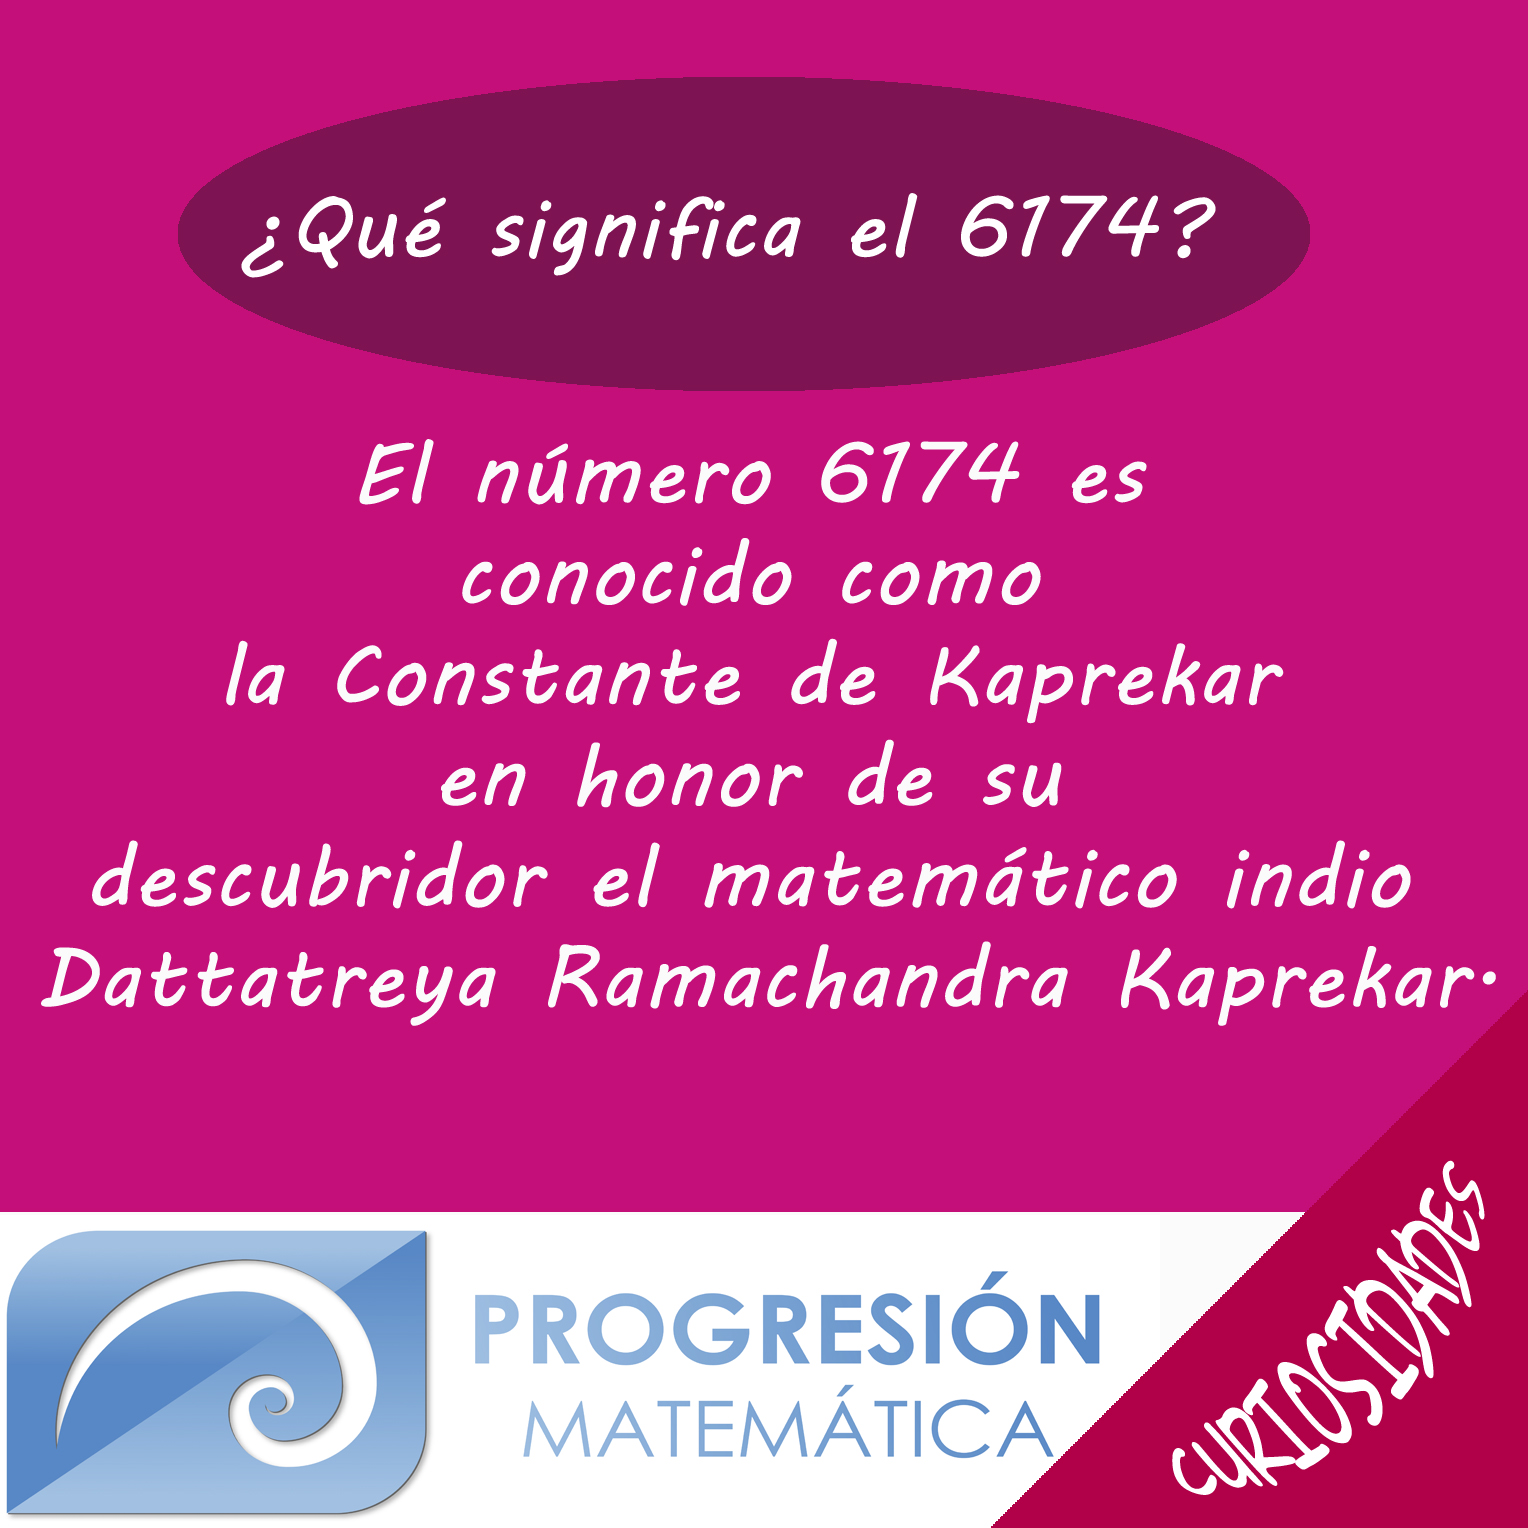 ¿Qué significa el 6174?
El número 6174 es
conocido como
la Constante de Kaprekar
en honor de su
descubridor el matemático indio
Dattatreya Ramachandra Kaprekar.
PROGRESIÓN
MATEMÁTICA
CURIOSIDADES